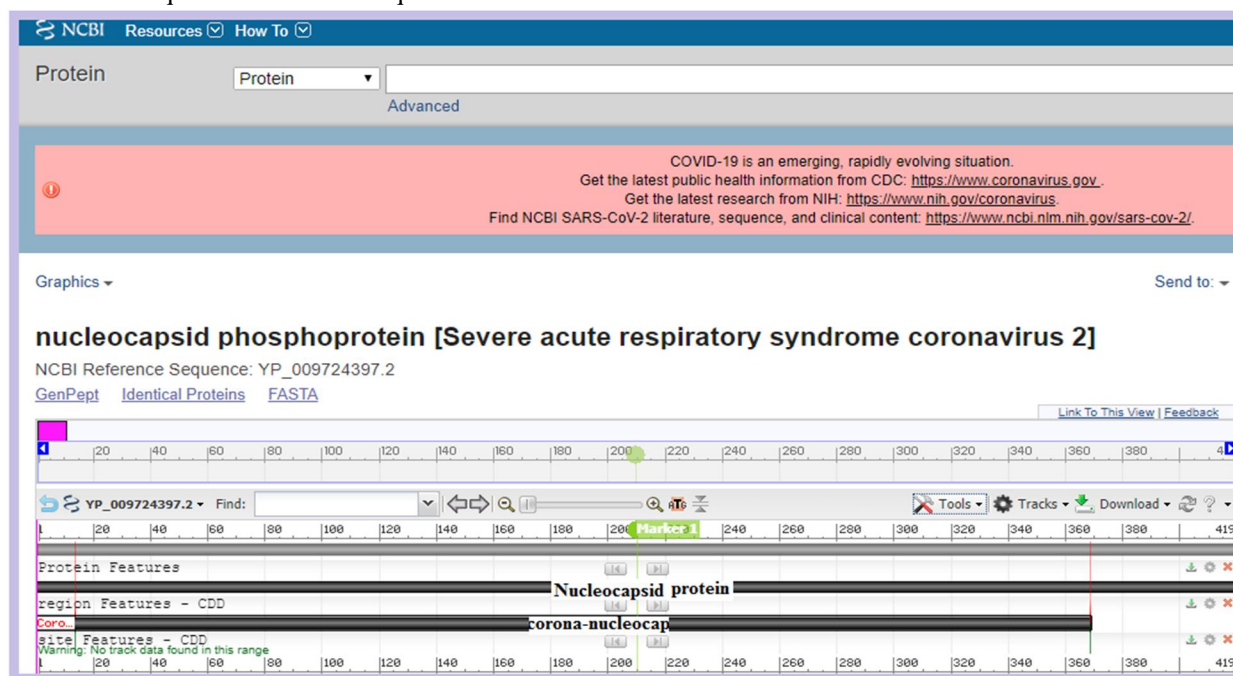 NCBI Resources How To
Protein Protein
Advanced
COVID-19 is an emerging, rapidly evolving situation.
Get the latest public health information from CDC: https://www.coronavirus.gov .
Get the latest research from NIH: https://www.nih.gov/coronavirus.
Find NCBI SARS-CoV-2 literature, sequence, and clinical content: https://www.ncbi.nlm.nih.gov/sars-cov-2/.
Graphics Send to:
nucleocapsid phosphoprotein [Severe acute respiratory syndrome coronavirus 2]
NCBI Reference Sequence: YP_009724397.2
GenPept Identical Proteins FASTA
Link To This View | Feedback
20 40 60 80 100 120 140 160 180 200 220 240 260 280 300 320 340 360 380 4
YP_009724397.2 Find: ATG Tools Tracks Download ?
1 20 40 60 80 100 120 140 160 180 200 Marker 1 240 260 280 300 320 340 360 380 419
Protein Features
Nucleocapsid protein
region Features - CDD
Coro... corona-nucleocap
site Features - CDD
Warning: No track data found in this range
1 20 40 60 80 100 120 140 160 180 200 220 240 260 280 300 320 340 360 380 419